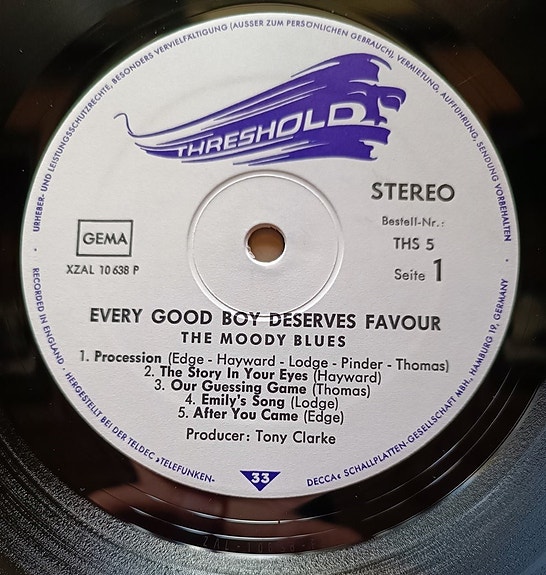 URHEBER- UND LEISTUNGSSCHUTZRECHTE, BESONDERS VERVIELFÄLTIGUNG (AUSSER ZUM PERSÖNLICHEN GEBRAUCH), VERMIETUNG, AUFFÜHRUNG, SENDUNG VORBEHALTEN
THRESHOLD
STEREO
Bestell-Nr.:
THS 5
Seite 1
GEMA
XZAL 10 638 P
EVERY GOOD BOY DESERVES FAVOUR
THE MOODY BLUES
1. Procession (Edge - Hayward - Lodge - Pinder - Thomas)
2. The Story In Your Eyes (Hayward)
3. Our Guessing Game (Thomas)
4. Emily's Song (Lodge)
5. After You Came (Edge)
Producer: Tony Clarke
33
RECORDED IN ENGLAND · HERGESTELLT BEI DER TELDEC »TELEFUNKEN-
DECCA« SCHALLPLATTEN-GESELLSCHAFT MBH., HAMBURG 19, GERMANY